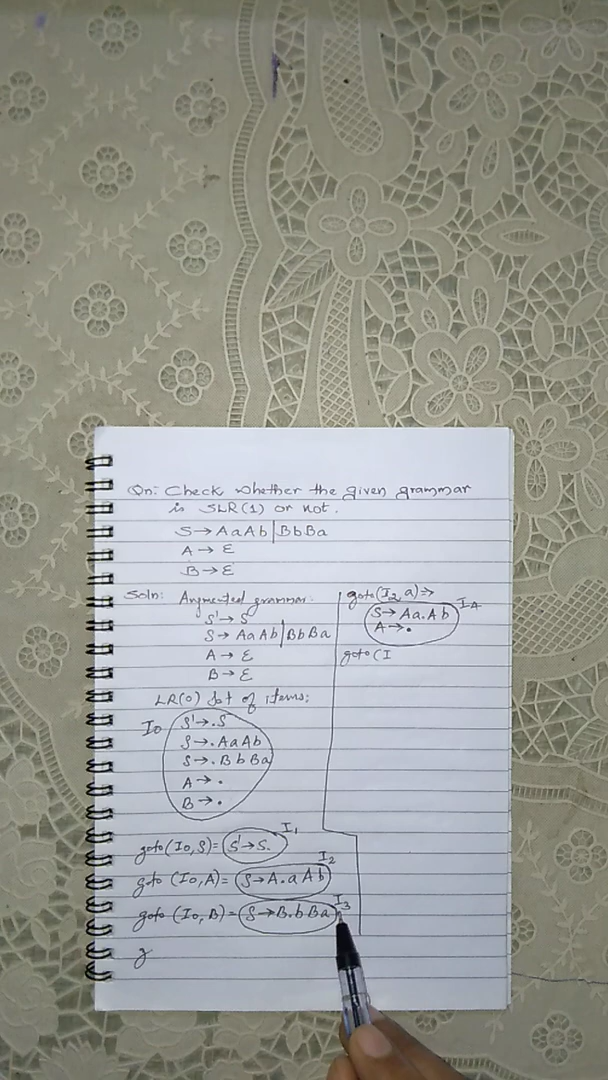 Qn: Check whether the given grammar
is SLR(1) or not.
S → AaAb | BbBa
A → ε
B → ε
Soln: Augmented grammar.
S' → S
S → AaAb | BbBa
A → ε
B → ε
LR(0) set of items:
I0
S' → .S
S → .AaAb
S → .BbBa
A → .
B → .
goto(I0,S) = S' → S. I1
goto (I0,A) = S → A.aAb I2
goto (I0,B) = S → B.bBa I3
g
goto(I2,a) ⇒
S → Aa.Ab I4
A → .
goto (I